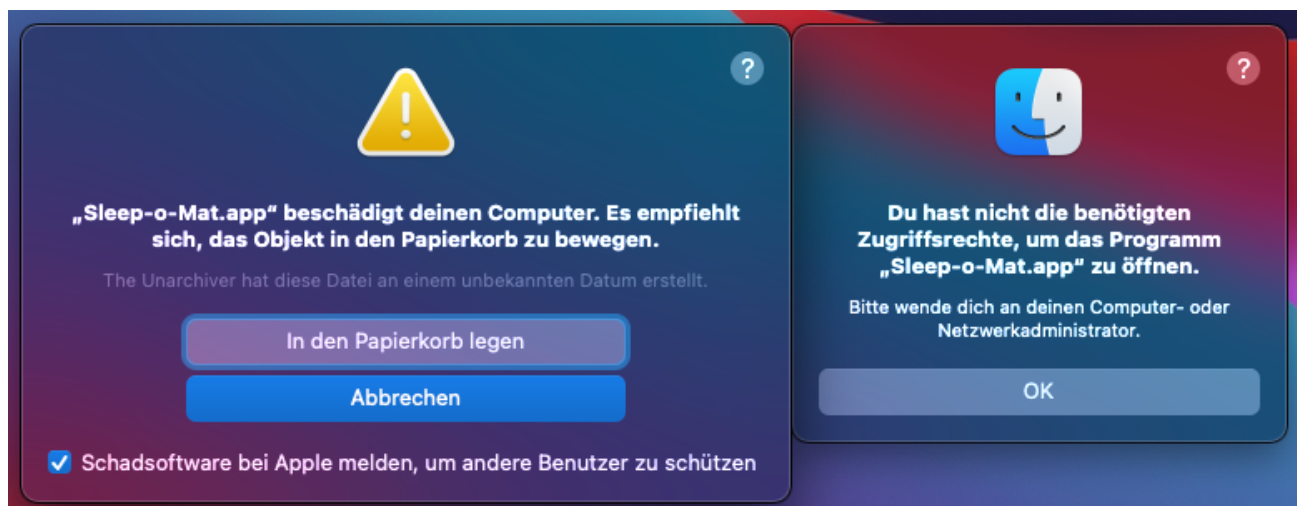 ?
„Sleep-o-Mat.app“ beschädigt deinen Computer. Es empfiehlt
sich, das Objekt in den Papierkorb zu bewegen.
The Unarchiver hat diese Datei an einem unbekannten Datum erstellt.
In den Papierkorb legen
Abbrechen
Schadsoftware bei Apple melden, um andere Benutzer zu schützen
?
Du hast nicht die benötigten
Zugriffsrechte, um das Programm
„Sleep-o-Mat.app“ zu öffnen.
Bitte wende dich an deinen Computer- oder
Netzwerkadministrator.
OK